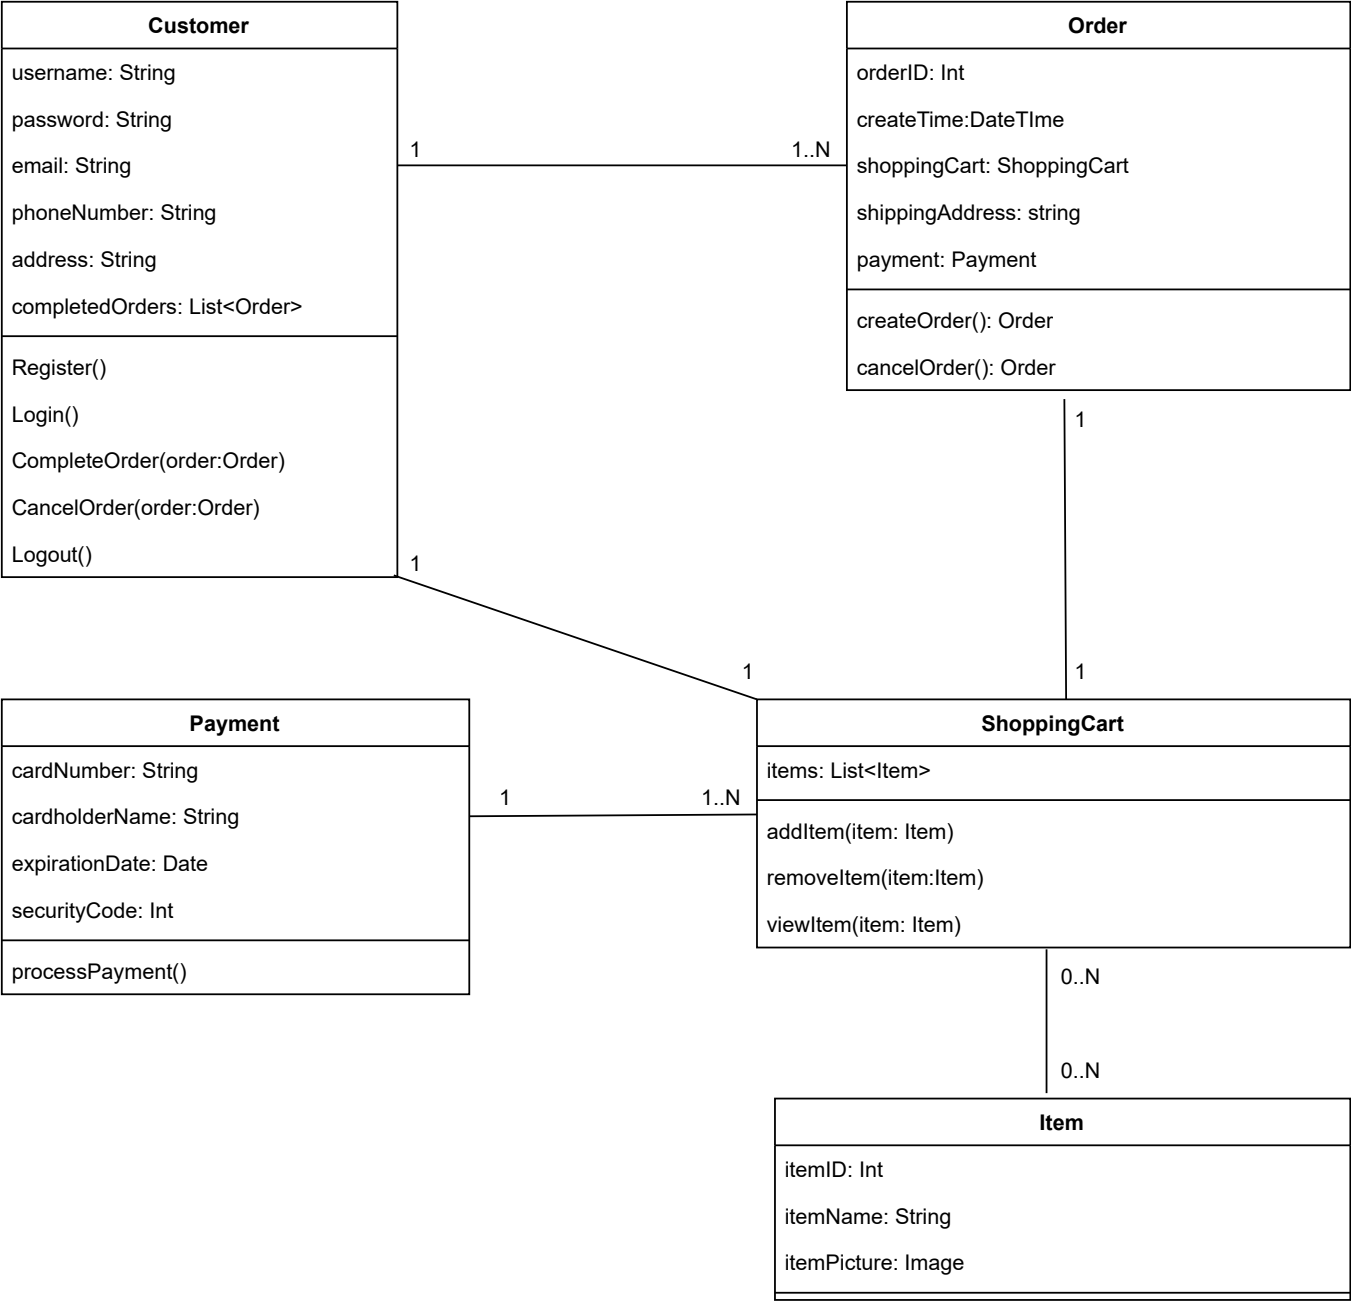 Customer
username: String
password: String
email: String
phoneNumber: String
address: String
completedOrders: List<Order>
Register()
Login()
CompleteOrder(order:Order)
CancelOrder(order:Order)
Logout()
1
1..N
Order
orderID: Int
createTime:DateTIme
shoppingCart: ShoppingCart
shippingAddress: string
payment: Payment
createOrder(): Order
cancelOrder(): Order
1
1
1
1
Payment
cardNumber: String
cardholderName: String
expirationDate: Date
securityCode: Int
processPayment()
1
1..N
ShoppingCart
items: List<Item>
addItem(item: Item)
removeItem(item:Item)
viewItem(item: Item)
0..N
0..N
Item
itemID: Int
itemName: String
itemPicture: Image